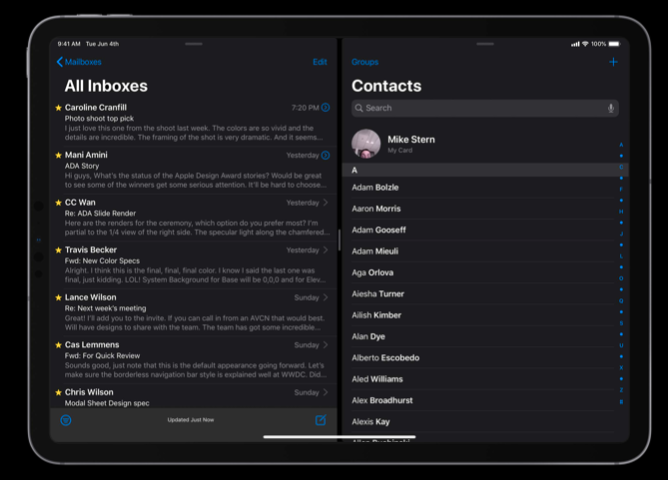 9:41 AM Tue Jun 4th
100%
Mailboxes
Edit
All Inboxes
Caroline Cranfill
7:20 PM
Photo shoot top pick
I just love this one from the shoot last week. The colors are so vivid and the
details are incredible. The framing of the shot is very dramatic. And it seems...
Mani Amini
Yesterday
ADA Story
Hi guys, What's the status of the Apple Design Award stories? Would be great
to see some of the winners get some serious attention. It'll be hard to choose...
CC Wan
Yesterday
Re: ADA Slide Render
Here are the renders for the ceremony, which option do you prefer most? I'm
partial to the 1/4 view of the right side. The specular light along the chamfered...
Travis Becker
Yesterday
Fwd: New Color Specs
Alright. I think this is the final, final, final color. I know I said the last one was
final, just kidding. LOL! System Background for Base will be 0,0,0 and for Elev...
Lance Wilson
Sunday
Re: Next week's meeting
Great! I'll add you to the invite. If you can call in from an AVCN that would best.
Will have designs to share with the team. The team has got some incredible...
Cas Lemmens
Sunday
Fwd: For Quick Review
Sounds good, just note that this is the default appearance going forward. Let's
make sure the borderless navigation bar style is explained well at WWDC. Did...
Chris Wilson
Sunday
Modal Sheet Design spec
Updated Just Now
Groups
+
Contacts
Search
Mike Stern
My Card
A
Adam Bolzle
Aaron Morris
Adam Gooseff
Adam Mieuli
Aga Orlova
Aiesha Turner
Ailish Kimber
Alan Dye
Alberto Escobedo
Aled Williams
Alex Broadhurst
Alexis Kay